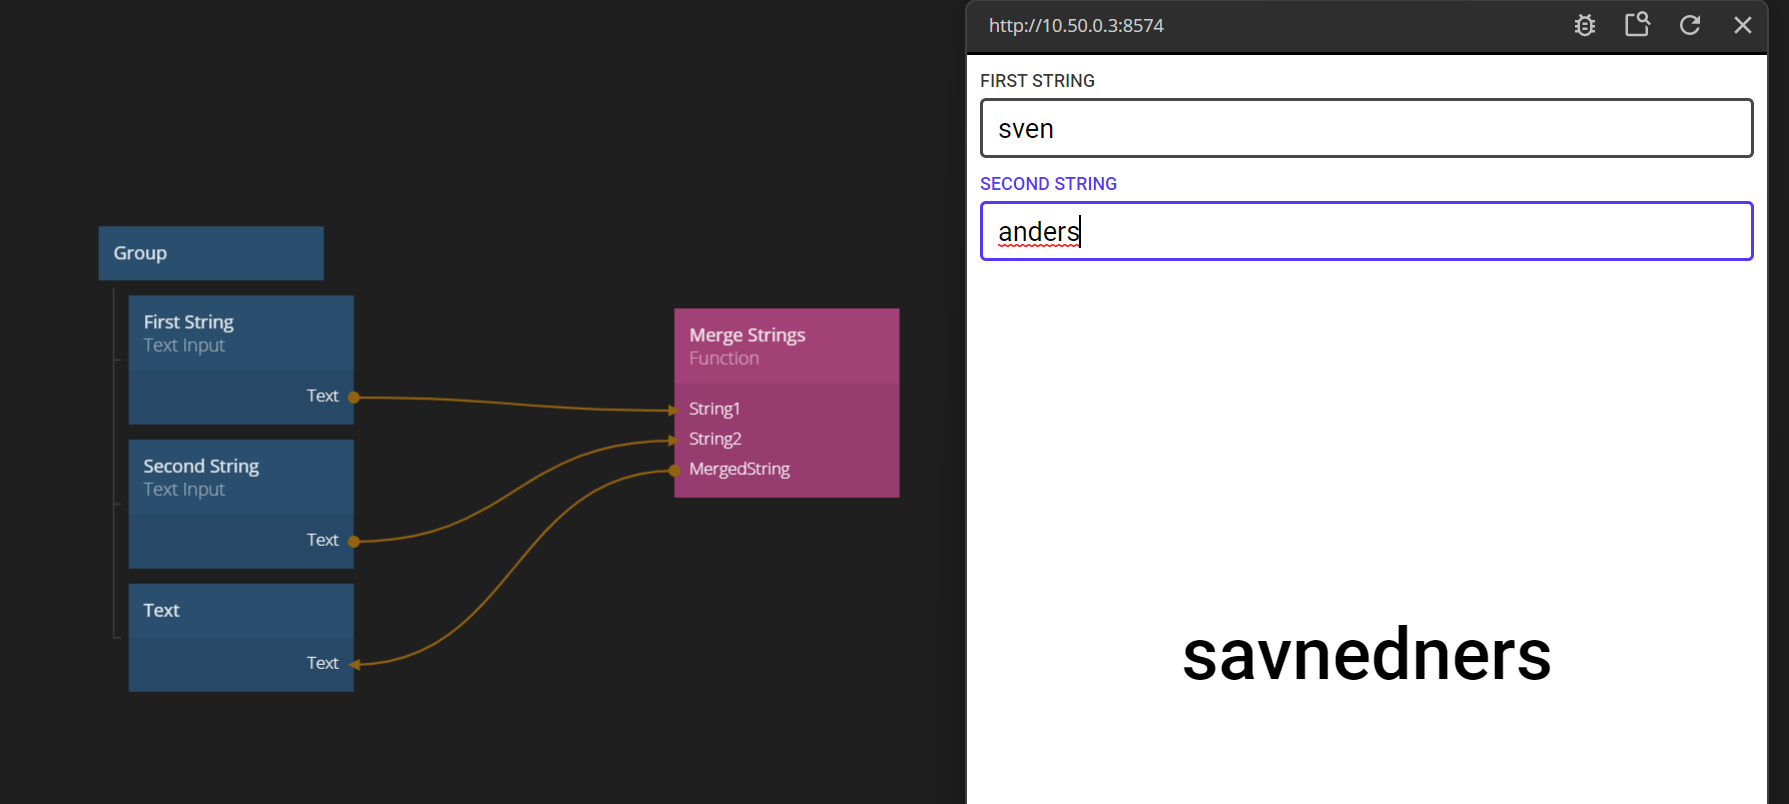 Group
First String
Text Input
Text
Second String
Text Input
Text
Text
Text
Merge Strings
Function
String1
String2
MergedString
http://10.50.0.3:8574
FIRST STRING
sven
SECOND STRING
anders
savnedners